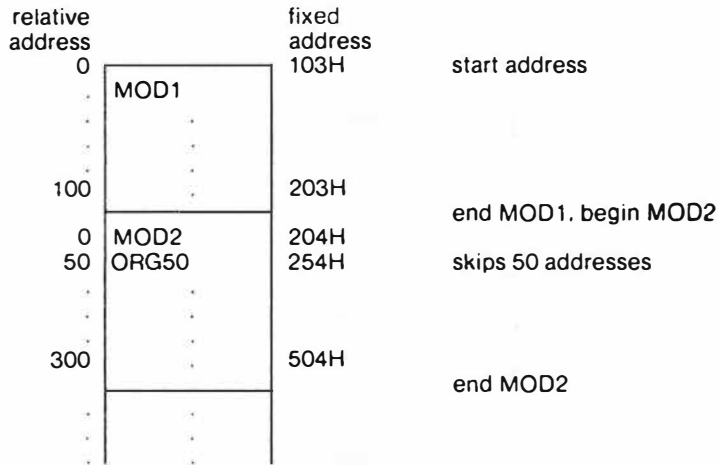 relative fixed
address address
0 103H start address
MOD1
100 203H
end MOD1, begin MOD2
0 MOD2 204H
50 ORG50 254H skips 50 addresses
300 504H
end MOD2